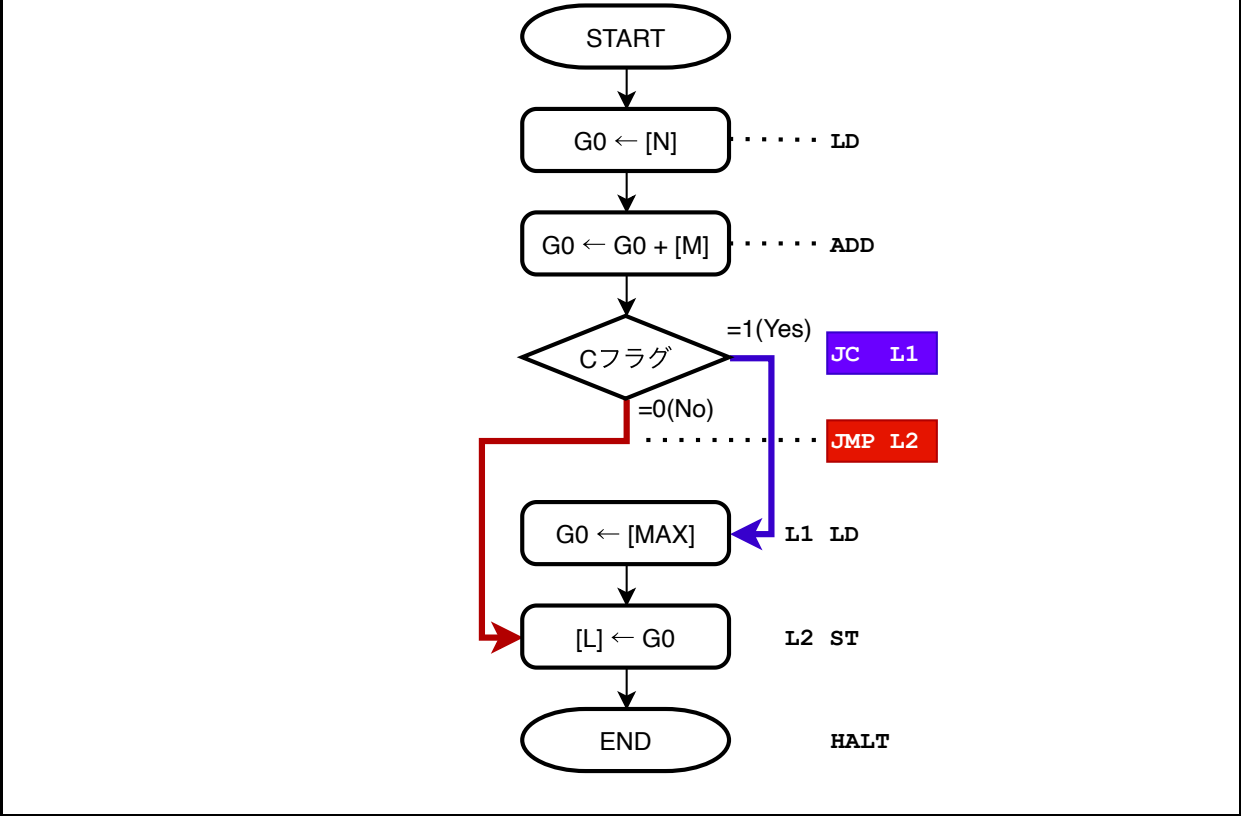 START
G0 ← [N] LD
G0 ← G0 + [M] ADD
=1(Yes)
Cフラグ JC L1
=0(No)
JMP L2
G0 ← [MAX] L1 LD
[L] ← G0 L2 ST
END HALT